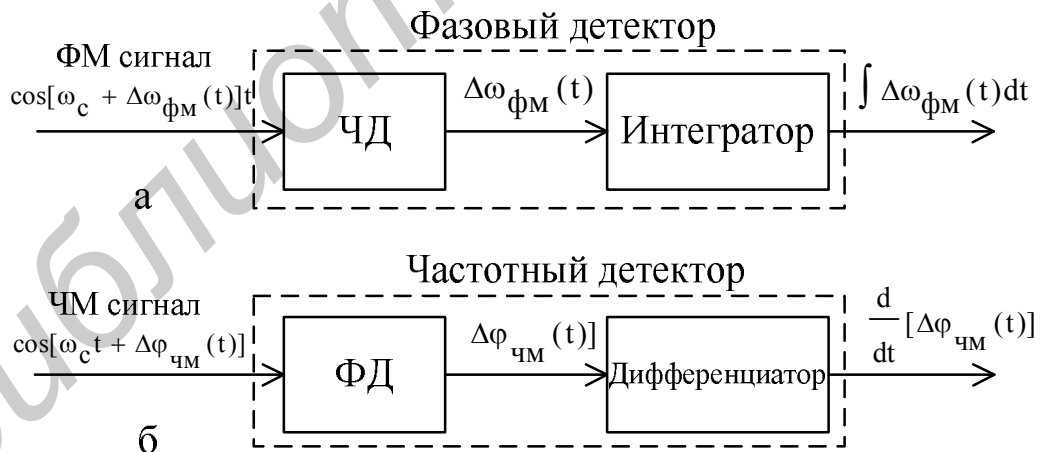 Фазовый детектор
ФМ сигнал
cos[ω_c + Δω_фм(t)]t
ЧД
Δω_фм(t)
Интегратор
∫ Δω_фм(t)dt
а
Частотный детектор
ЧМ сигнал
cos[ω_c t + Δφ_чм(t)]
ФД
Δφ_чм(t)]
Дифференциатор
d/dt [Δφ_чм(t)]
б